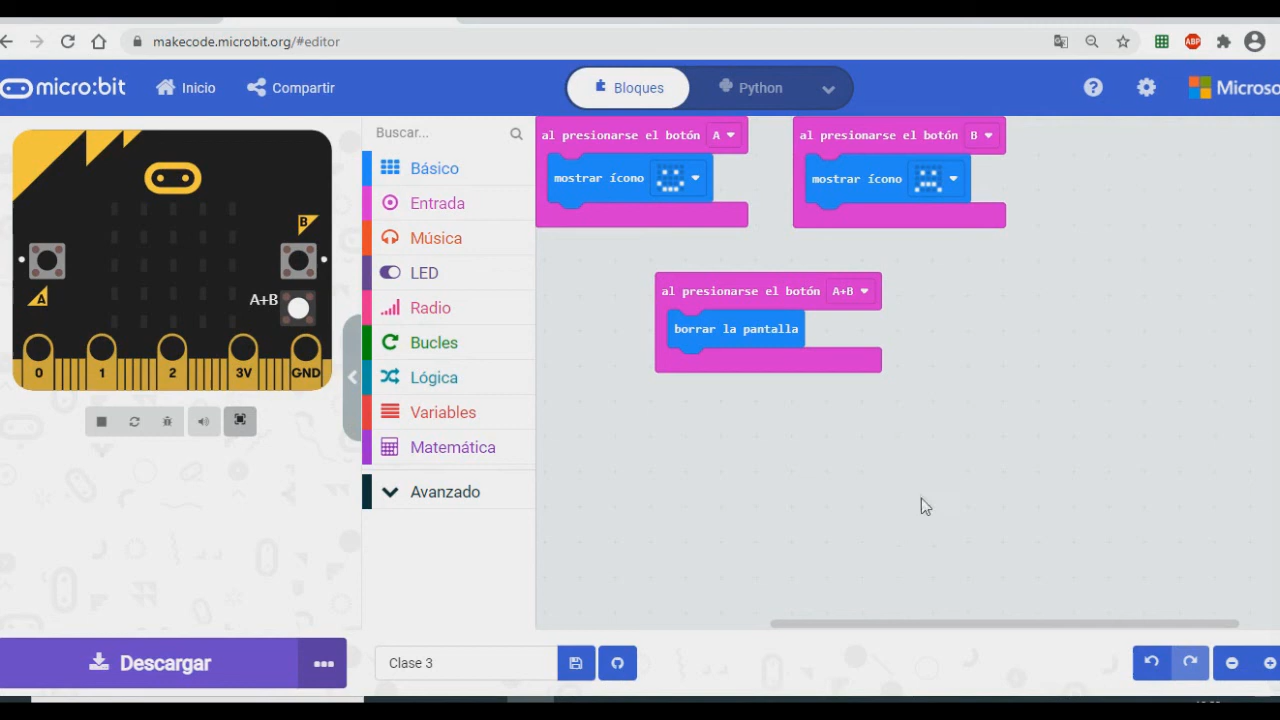 makecode.microbit.org/#editor
micro:bit
Inicio
Compartir
Bloques
Python
?
Microso
Buscar...
Básico
Entrada
Música
LED
Radio
Bucles
Lógica
Variables
Matemática
Avanzado
al presionarse el botón A
mostrar ícono
al presionarse el botón B
mostrar ícono
al presionarse el botón A+B
borrar la pantalla
B
A
A+B
0 1 2 3V GND
Descargar
Clase 3
ABP